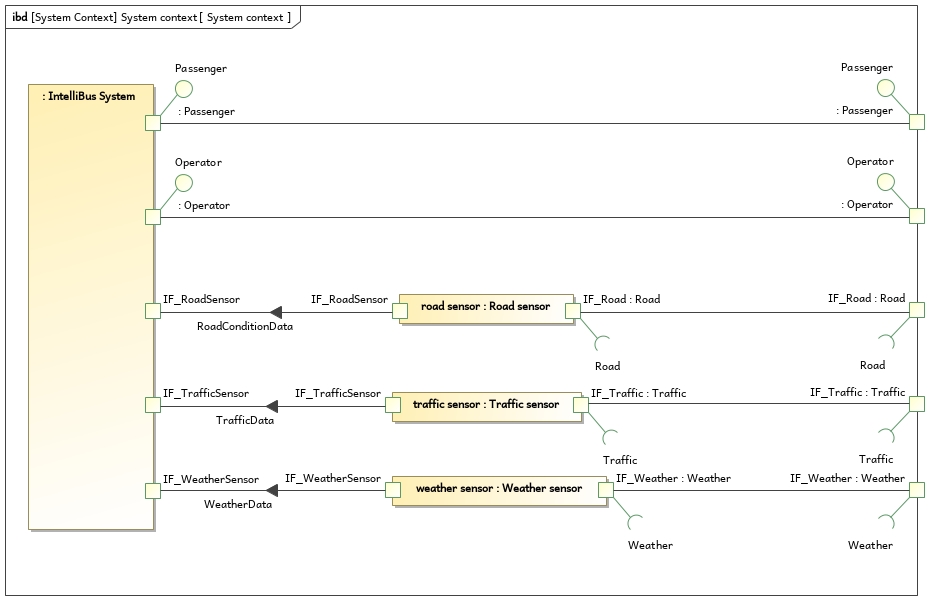 ibd [System Context] System context [ System context ]
Passenger
Passenger
: IntelliBus System
: Passenger
: Passenger
Operator
Operator
: Operator
: Operator
IF_RoadSensor
IF_RoadSensor
road sensor : Road sensor
IF_Road : Road
IF_Road : Road
RoadConditionData
Road
Road
IF_TrafficSensor
IF_TrafficSensor
traffic sensor : Traffic sensor
IF_Traffic : Traffic
IF_Traffic : Traffic
TrafficData
Traffic
Traffic
IF_WeatherSensor
IF_WeatherSensor
weather sensor : Weather sensor
IF_Weather : Weather
IF_Weather : Weather
WeatherData
Weather
Weather